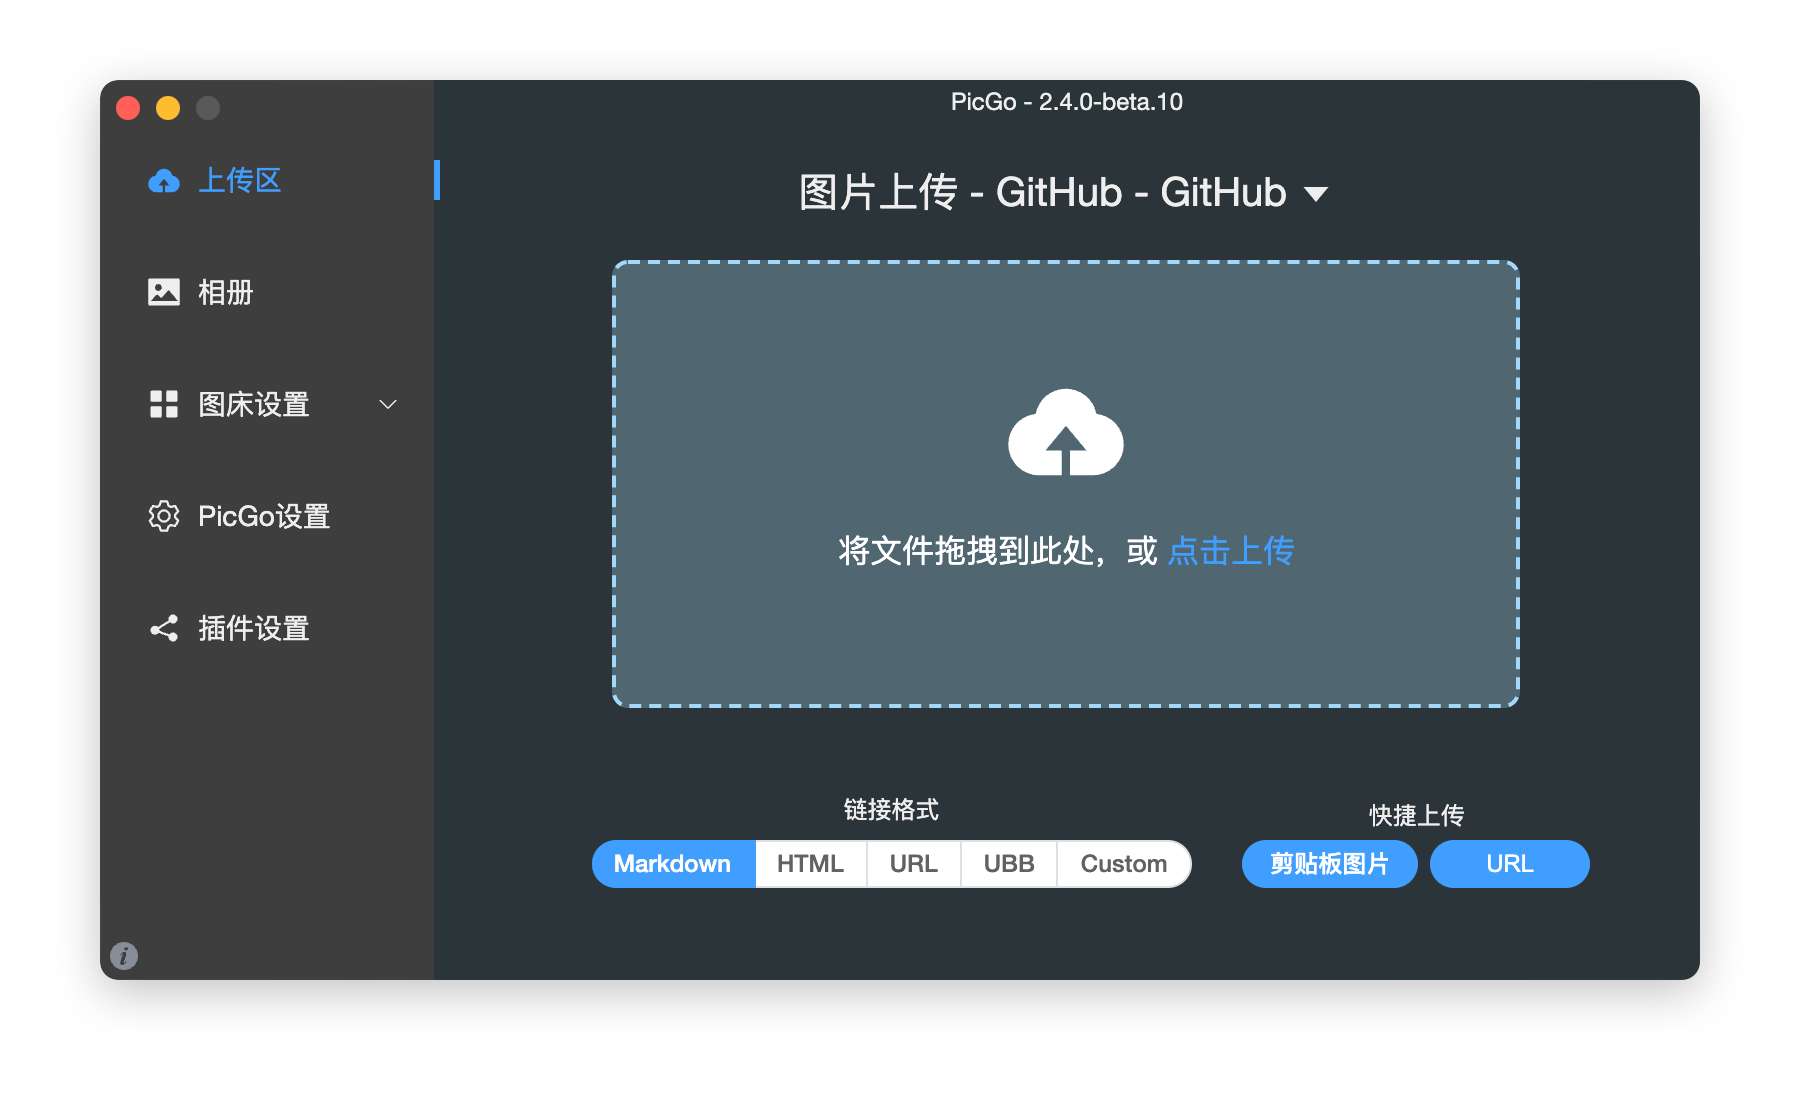 PicGo - 2.4.0-beta.10
上传区
相册
图床设置
PicGo设置
插件设置
图片上传 - GitHub - GitHub
将文件拖拽到此处，或 点击上传
链接格式
Markdown HTML URL UBB Custom
快捷上传
剪贴板图片 URL
i